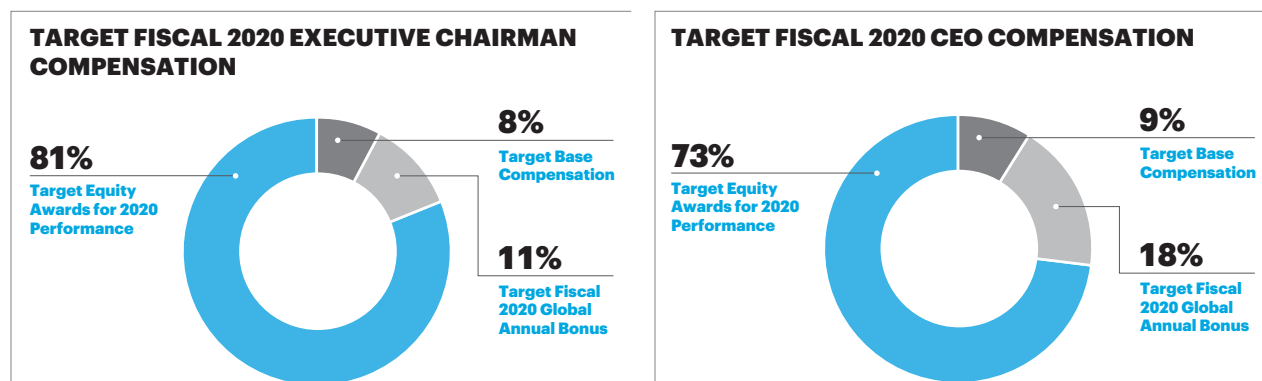 TARGET FISCAL 2020 EXECUTIVE CHAIRMAN
COMPENSATION
81%
Target Equity
Awards for 2020
Performance
8%
Target Base
Compensation
11%
Target Fiscal
2020 Global
Annual Bonus
TARGET FISCAL 2020 CEO COMPENSATION
73%
Target Equity
Awards for 2020
Performance
9%
Target Base
Compensation
18%
Target Fiscal
2020 Global
Annual Bonus